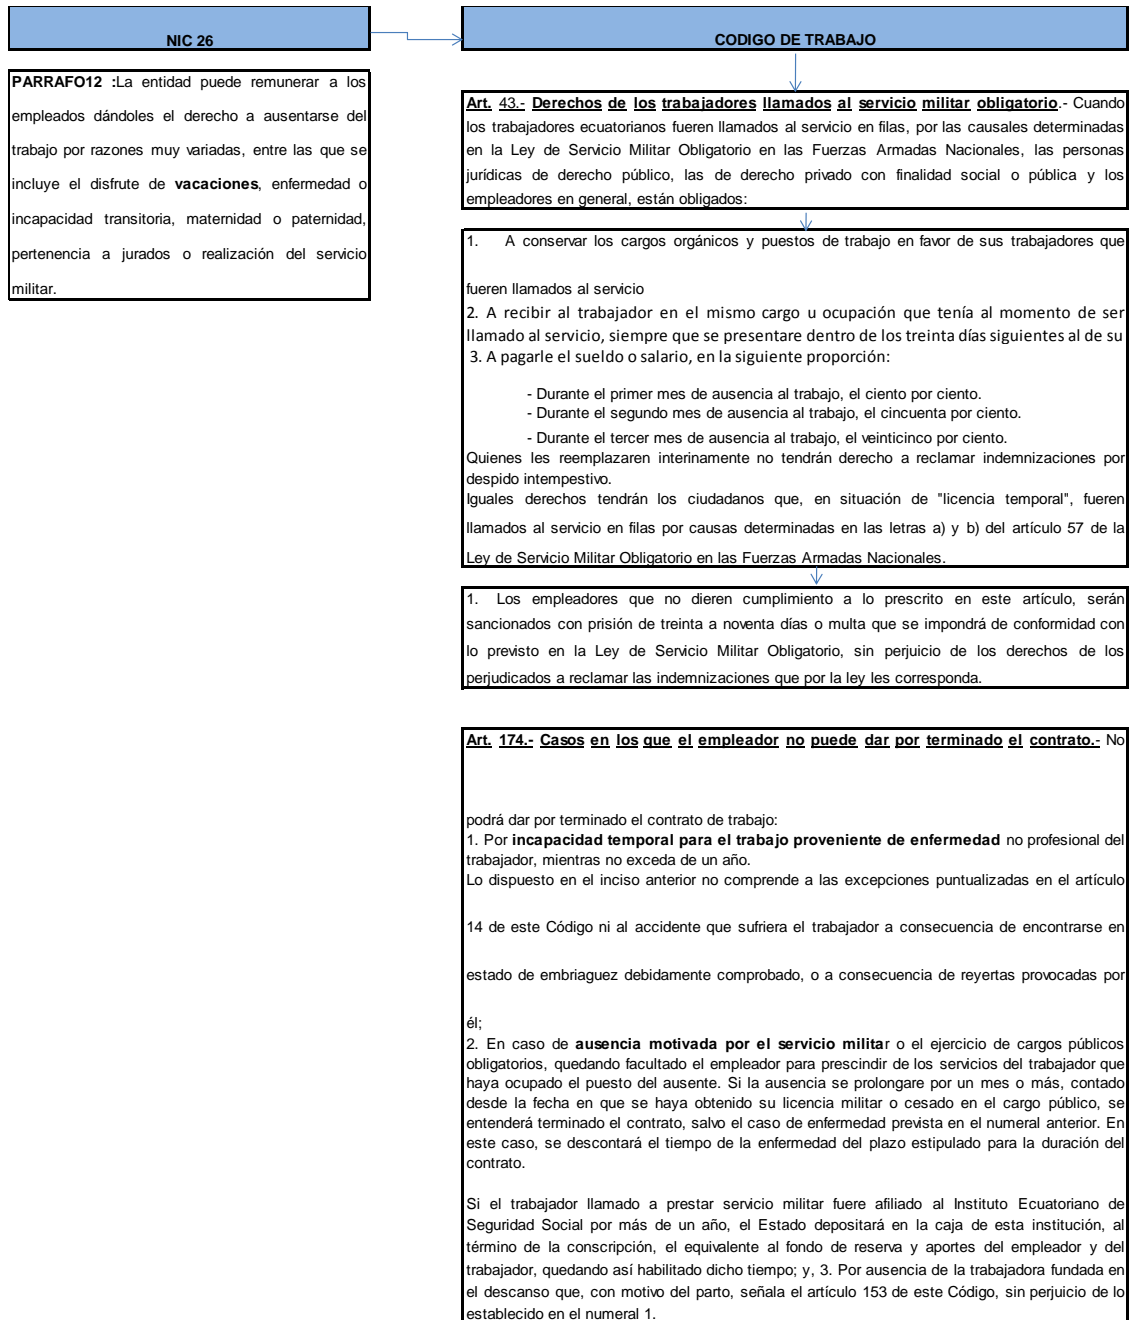 NIC 26
CODIGO DE TRABAJO
PARRAFO12 :La entidad puede remunerar a los
empleados dándoles el derecho a ausentarse del
trabajo por razones muy variadas, entre las que se
incluye el disfrute de vacaciones, enfermedad o
incapacidad transitoria, maternidad o paternidad,
pertenencia a jurados o realización del servicio
militar.
Art. 43.- Derechos de los trabajadores llamados al servicio militar obligatorio.- Cuando
los trabajadores ecuatorianos fueren llamados al servicio en filas, por las causales determinadas
en la Ley de Servicio Militar Obligatorio en las Fuerzas Armadas Nacionales, las personas
jurídicas de derecho público, las de derecho privado con finalidad social o pública y los
empleadores en general, están obligados:
1. A conservar los cargos orgánicos y puestos de trabajo en favor de sus trabajadores que
fueren llamados al servicio
2. A recibir al trabajador en el mismo cargo u ocupación que tenía al momento de ser
llamado al servicio, siempre que se presentare dentro de los treinta días siguientes al de su
3. A pagarle el sueldo o salario, en la siguiente proporción:
- Durante el primer mes de ausencia al trabajo, el ciento por ciento.
- Durante el segundo mes de ausencia al trabajo, el cincuenta por ciento.
- Durante el tercer mes de ausencia al trabajo, el veinticinco por ciento.
Quienes les reemplazaren interinamente no tendrán derecho a reclamar indemnizaciones por
despido intempestivo.
Iguales derechos tendrán los ciudadanos que, en situación de "licencia temporal", fueren
llamados al servicio en filas por causas determinadas en las letras a) y b) del artículo 57 de la
Ley de Servicio Militar Obligatorio en las Fuerzas Armadas Nacionales.
1. Los empleadores que no dieren cumplimiento a lo prescrito en este artículo, serán
sancionados con prisión de treinta a noventa días o multa que se impondrá de conformidad con
lo previsto en la Ley de Servicio Militar Obligatorio, sin perjuicio de los derechos de los
perjudicados a reclamar las indemnizaciones que por la ley les corresponda.
Art. 174.- Casos en los que el empleador no puede dar por terminado el contrato.- No
podrá dar por terminado el contrato de trabajo:
1. Por incapacidad temporal para el trabajo proveniente de enfermedad no profesional del
trabajador, mientras no exceda de un año.
Lo dispuesto en el inciso anterior no comprende a las excepciones puntualizadas en el artículo
14 de este Código ni al accidente que sufriera el trabajador a consecuencia de encontrarse en
estado de embriaguez debidamente comprobado, o a consecuencia de reyertas provocadas por
él;
2. En caso de ausencia motivada por el servicio militar o el ejercicio de cargos públicos
obligatorios, quedando facultado el empleador para prescindir de los servicios del trabajador que
haya ocupado el puesto del ausente. Si la ausencia se prolongare por un mes o más, contado
desde la fecha en que se haya obtenido su licencia militar o cesado en el cargo público, se
entenderá terminado el contrato, salvo el caso de enfermedad prevista en el numeral anterior. En
este caso, se descontará el tiempo de la enfermedad del plazo estipulado para la duración del
contrato.
Si el trabajador llamado a prestar servicio militar fuere afiliado al Instituto Ecuatoriano de
Seguridad Social por más de un año, el Estado depositará en la caja de esta institución, al
término de la conscripción, el equivalente al fondo de reserva y aportes del empleador y del
trabajador, quedando así habilitado dicho tiempo; y, 3. Por ausencia de la trabajadora fundada en
el descanso que, con motivo del parto, señala el artículo 153 de este Código, sin perjuicio de lo
establecido en el numeral 1.